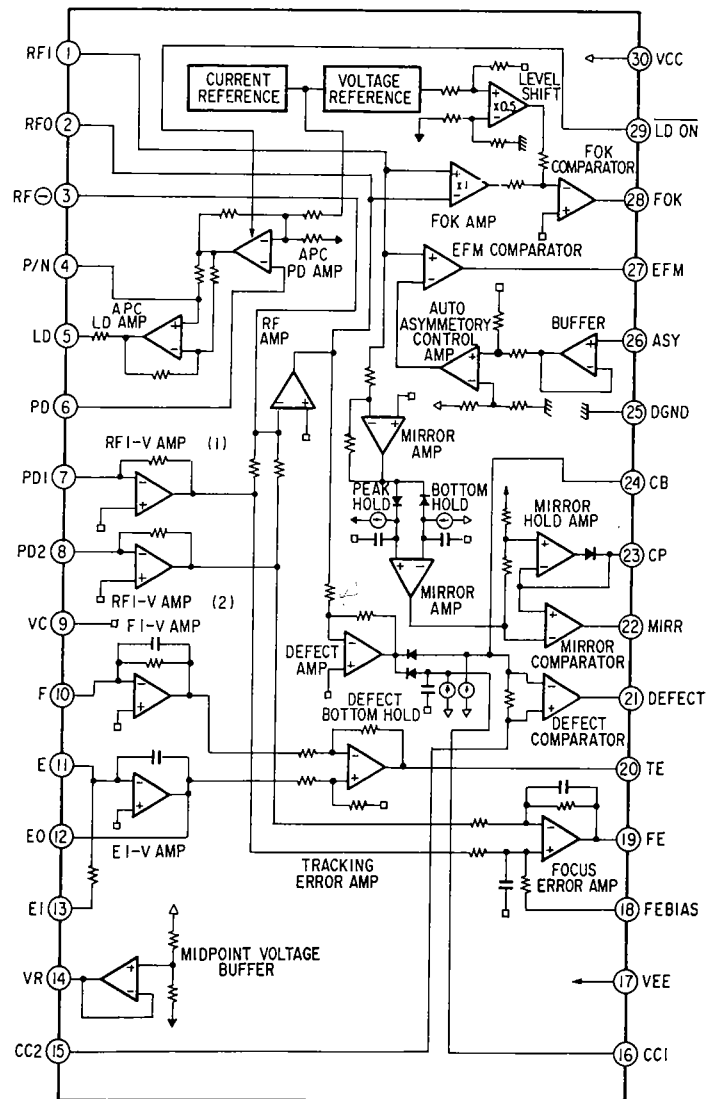 RFI 1
RFO 2
RF⊖ 3
P/N 4
LD 5
PD 6
PD1 7
PD2 8
VC 9
F 10
E 11
EO 12
EI 13
VR 14
CC2 15
30 VCC
29 LD ON
28 FOK
27 EFM
26 ASY
25 DGND
24 CB
23 CP
22 MIRR
21 DEFECT
20 TE
19 FE
18 FEBIAS
17 VEE
16 CC1
CURRENT
REFERENCE
VOLTAGE
REFERENCE
LEVEL
SHIFT
+
×0.5
−
FOK
COMPARATOR
−
+
+
×1
−
FOK AMP
EFM COMPARATOR
+
−
APC
PD AMP
−
−
APC
AMP
LD
+
−
RF
AMP
−
+
AUTO
ASYMMETORY
CONTROL
AMP
+
−
BUFFER
+
−
−
+
MIRROR AMP
RFI-V AMP (1)
−
+
−
+
RFI-V AMP (2)
PEAK
HOLD
BOTTOM
HOLD
+
−
MIRROR AMP
MIRROR
HOLD AMP
+
−
+
−
MIRROR
COMPARATOR
FI-V AMP
−
+
DEFECT
AMP
−
+
DEFECT
BOTTOM HOLD
−
+
DEFECT
COMPARATOR
−
+
EI-V AMP
−
+
TRACKING
ERROR AMP
−
+
FOCUS
ERROR AMP
MIDPOINT VOLTAGE
BUFFER
+
−